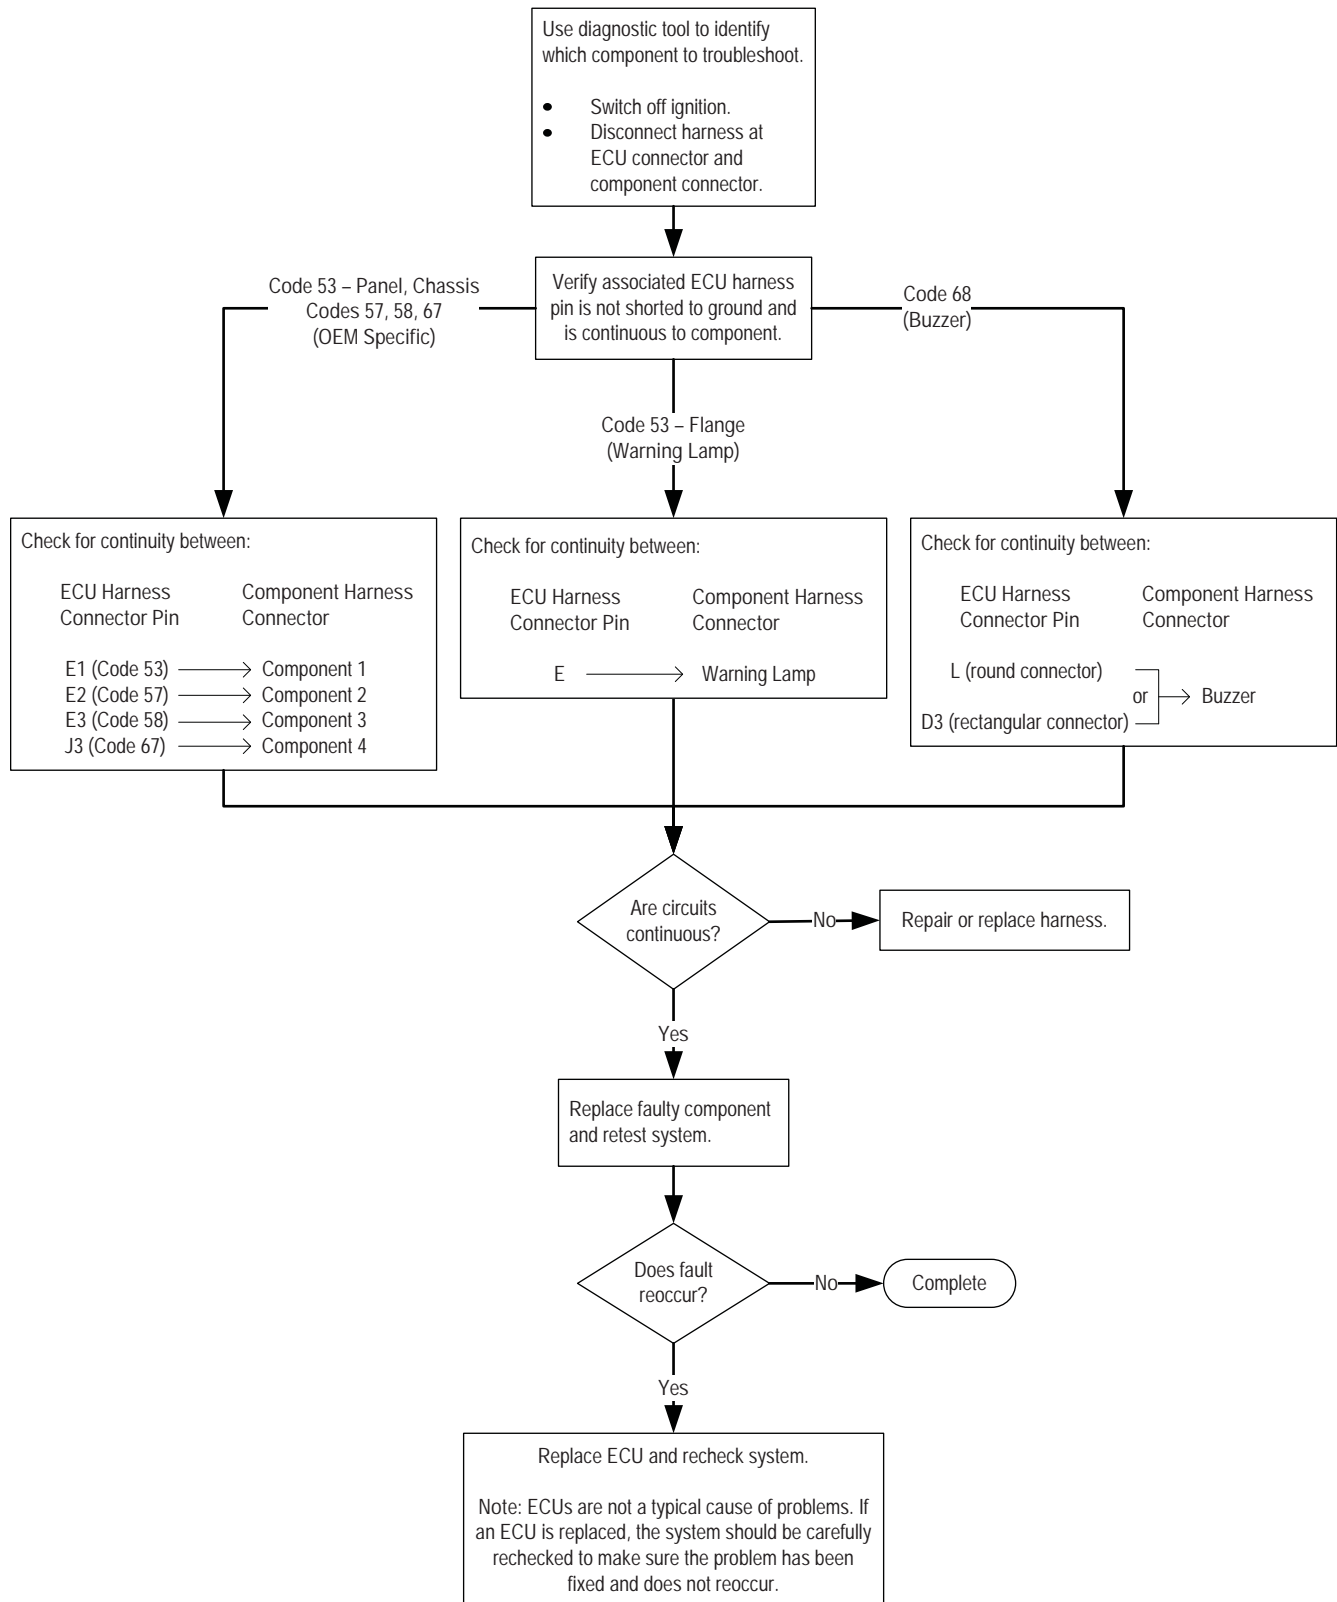 Use diagnostic tool to identify
which component to troubleshoot.
• Switch off ignition.
• Disconnect harness at
ECU connector and
component connector.
Verify associated ECU harness
pin is not shorted to ground and
is continuous to component.
Code 53 – Panel, Chassis
Codes 57, 58, 67
(OEM Specific)
Code 68
(Buzzer)
Code 53 – Flange
(Warning Lamp)
Check for continuity between:
ECU Harness Component Harness
Connector Pin Connector
E1 (Code 53) Component 1
E2 (Code 57) Component 2
E3 (Code 58) Component 3
J3 (Code 67) Component 4
Check for continuity between:
ECU Harness Component Harness
Connector Pin Connector
E Warning Lamp
Check for continuity between:
ECU Harness Component Harness
Connector Pin Connector
L (round connector)
or Buzzer
D3 (rectangular connector)
Are circuits
continuous?
No
Repair or replace harness.
Yes
Replace faulty component
and retest system.
Does fault
reoccur?
No
Complete
Yes
Replace ECU and recheck system.
Note: ECUs are not a typical cause of problems. If
an ECU is replaced, the system should be carefully
rechecked to make sure the problem has been
fixed and does not reoccur.